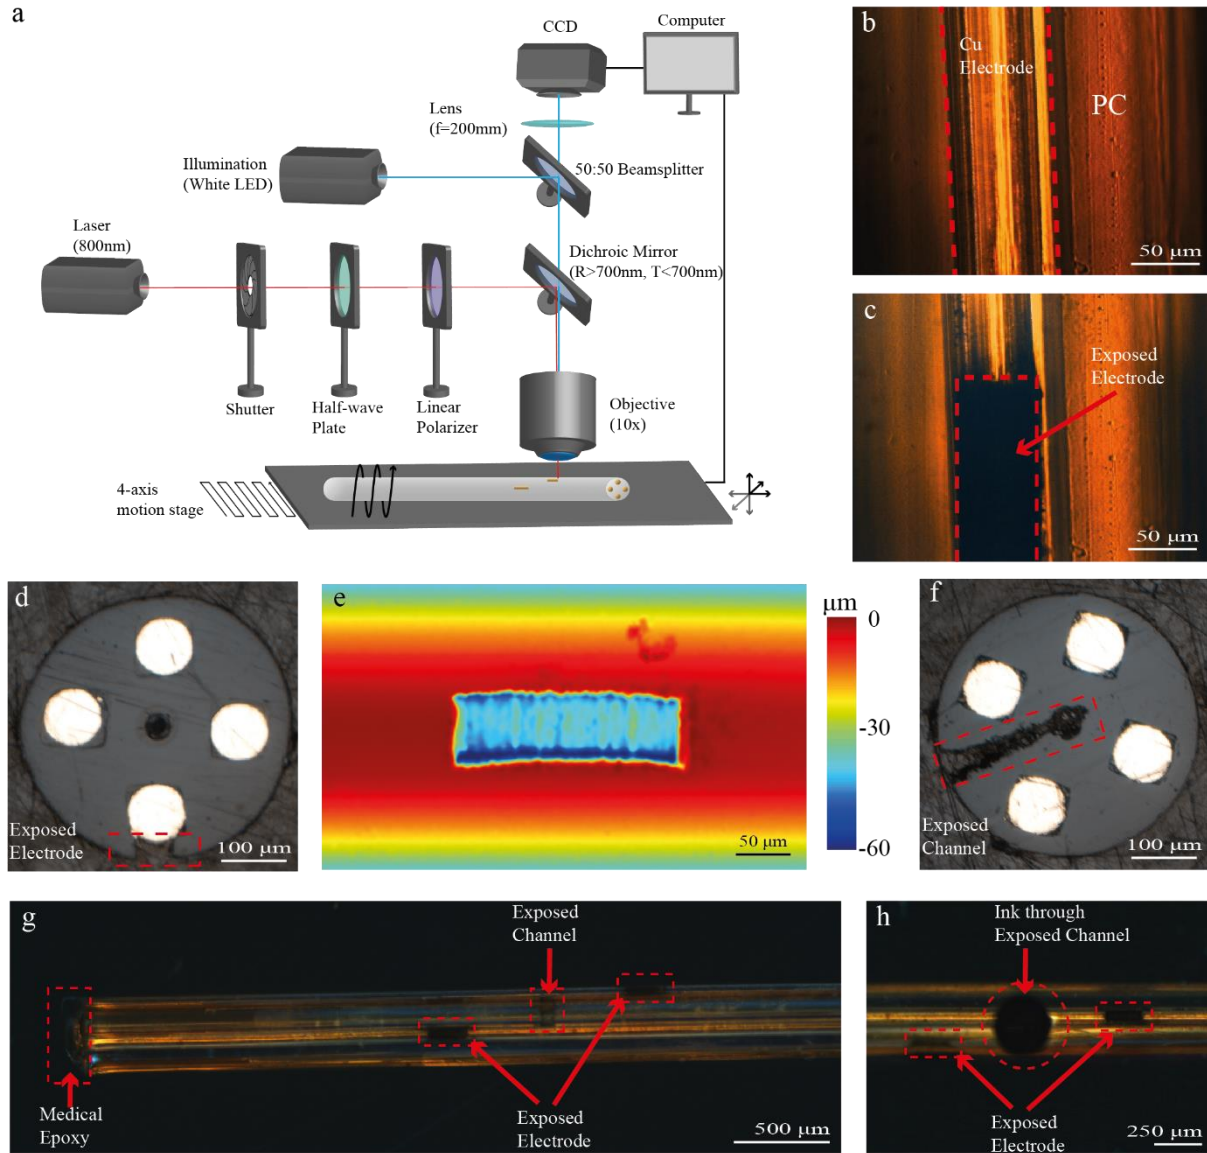 a
CCD
Computer
Lens
(f=200mm)
Illumination
(White LED)
50:50 Beamsplitter
Laser
(800nm)
Dichroic Mirror
(R>700nm, T<700nm)
Shutter
Half-wave
Plate
Linear
Polarizer
Objective
(10x)
4-axis
motion stage
b
Cu
Electrode
PC
50 μm
c
Exposed
Electrode
50 μm
d
Exposed
Electrode
100 μm
e
50 μm
μm
0
-30
-60
f
Exposed
Channel
100 μm
g
Exposed
Channel
Medical
Epoxy
Exposed
Electrode
500 μm
h
Ink through
Exposed Channel
Exposed
Electrode
250 μm